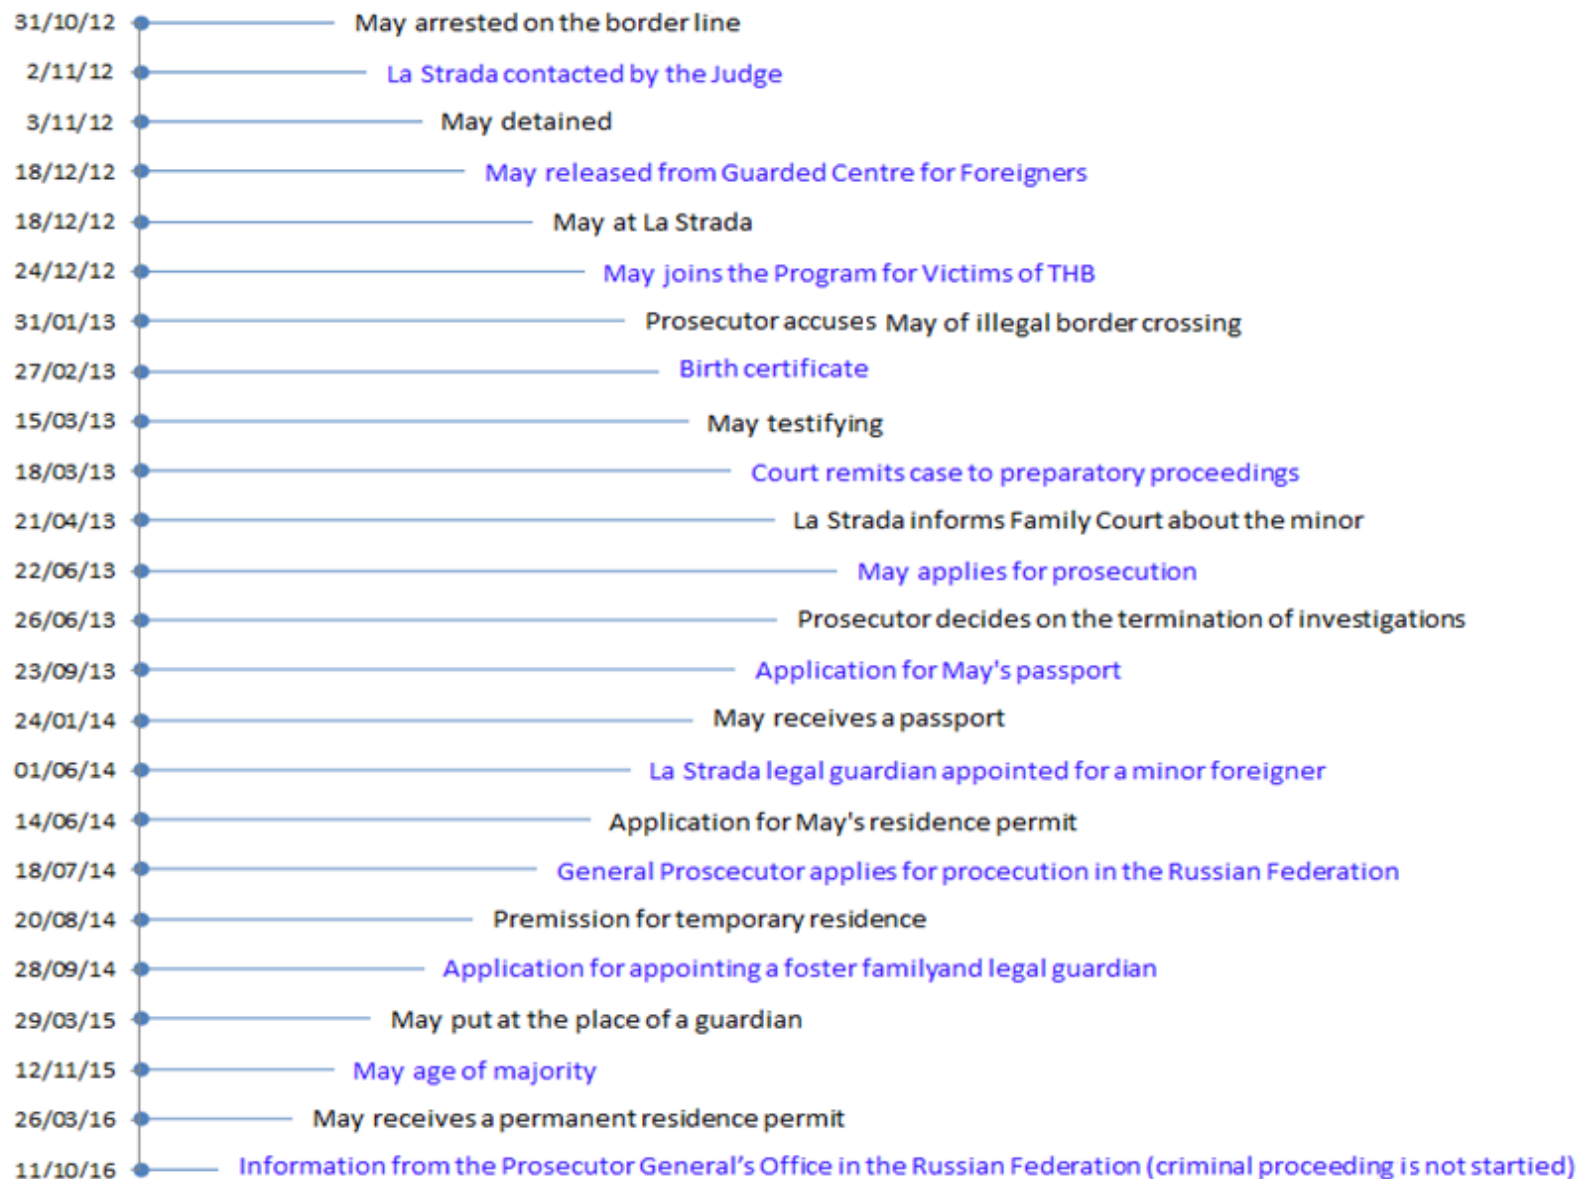 31/10/12 May arrested on the border line
2/11/12 La Strada contacted by the Judge
3/11/12 May detained
18/12/12 May released from Guarded Centre for Foreigners
18/12/12 May at La Strada
24/12/12 May joins the Program for Victims of THB
31/01/13 Prosecutor accuses May of illegal border crossing
27/02/13 Birth certificate
15/03/13 May testifying
18/03/13 Court remits case to preparatory proceedings
21/04/13 La Strada informs Family Court about the minor
22/06/13 May applies for prosecution
26/06/13 Prosecutor decides on the termination of investigations
23/09/13 Application for May's passport
24/01/14 May receives a passport
01/06/14 La Strada legal guardian appointed for a minor foreigner
14/06/14 Application for May's residence permit
18/07/14 General Proscecutor applies for procecution in the Russian Federation
20/08/14 Premission for temporary residence
28/09/14 Application for appointing a foster familyand legal guardian
29/03/15 May put at the place of a guardian
12/11/15 May age of majority
26/03/16 May receives a permanent residence permit
11/10/16 Information from the Prosecutor General’s Office in the Russian Federation (criminal proceeding is not startied)